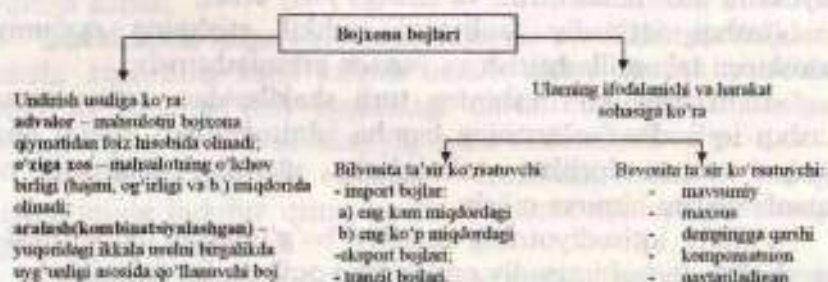 Bojxona bojlari
Undirish usuliga ko'ra:
advalor – mahsulotni bojxona
qiymatidan foiz hisobida olinadi;
o'ziga xos – mahsulotning o'lchov
birligi (hajmi, og'irligi va b.) miqdorida
olinadi;
aralash(kombinatsiyalashgan) –
yuqoridagi ikkala usulni birgalikda
uyg'unligi asosida qo'llanuvchi boj
Ularning ifodalanishi va harakat
sohasiga ko'ra
Bilvosita ta'sir ko'rsatuvchi
- import bojlar:
a) eng kam miqdordagi
b) eng ko'p miqdordagi
-eksport bojlari;
- tranzit bojlari.
Bevosita ta'sir ko'rsatuvchi
- mavsumiy
- maxsus
- dempingga qarshi
- kompensatsion
- qaytariladigan